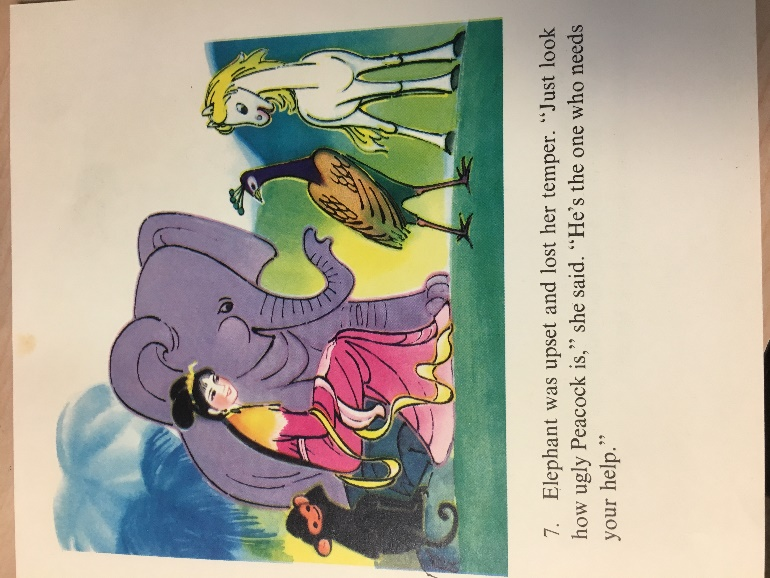 7. Elephant was upset and lost her temper. “Just look
how ugly Peacock is,” she said. “He’s the one who needs
your help.”